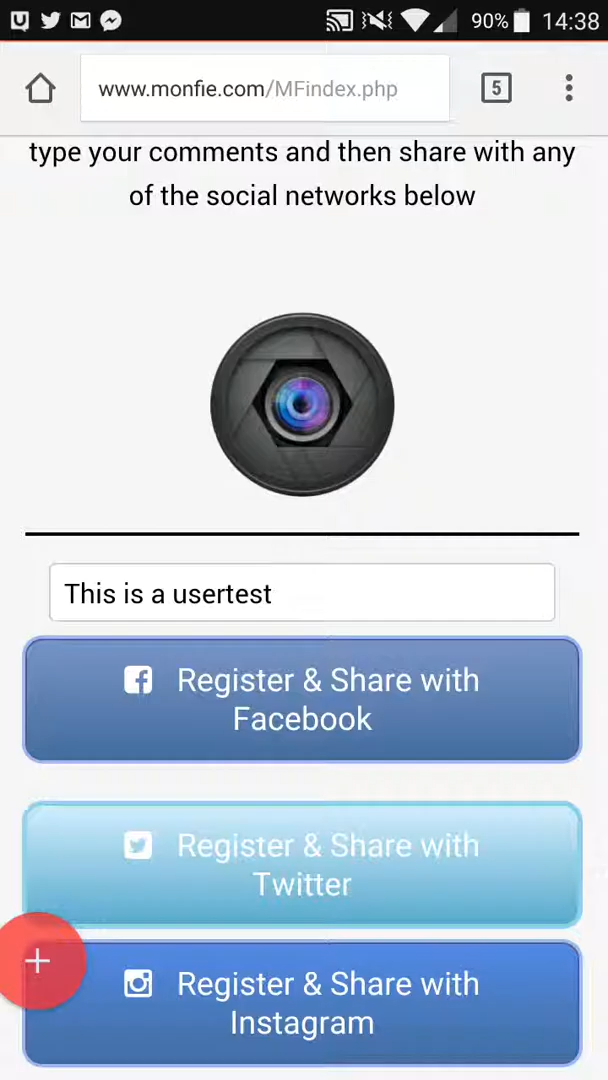 90% 14:38
www.monfie.com/MFindex.php 5
type your comments and then share with any
of the social networks below
This is a usertest
Register & Share with
Facebook
Register & Share with
Twitter
+
Register & Share with
Instagram